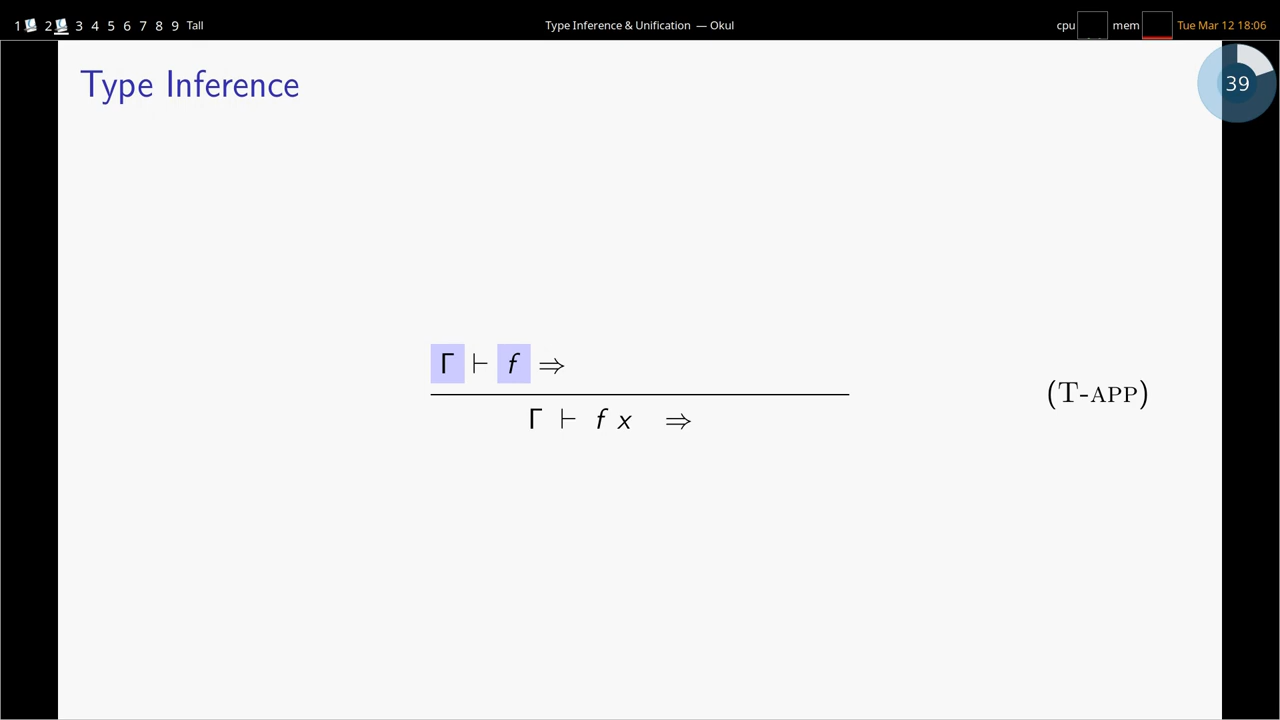 1 2 3 4 5 6 7 8 9 Tall Type Inference & Unification — Okul cpu mem Tue Mar 12 18:06
Type Inference
39
Γ ⊢ f ⇒
(T-APP)
Γ ⊢ f x ⇒